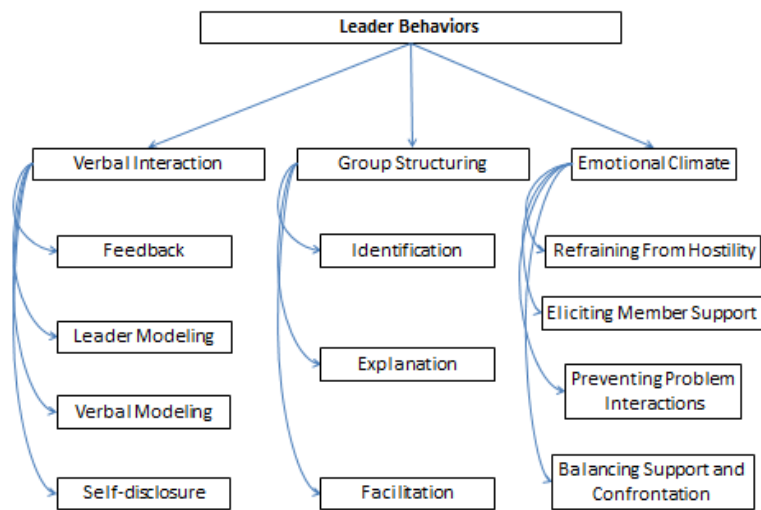 Leader Behaviors
Verbal Interaction
Group Structuring
Emotional Climate
Feedback
Identification
Refraining From Hostility
Eliciting Member Support
Leader Modeling
Explanation
Preventing Problem
Interactions
Verbal Modeling
Self-disclosure
Facilitation
Balancing Support and
Confrontation